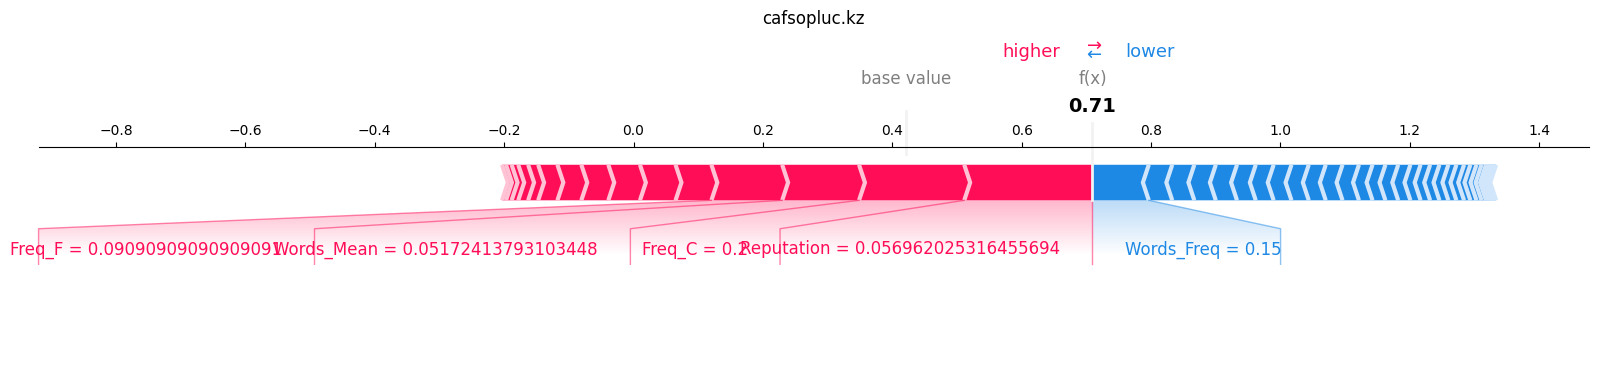 cafsopluc.kz
higher → lower
←
base value f(x)
0.71
−0.8 −0.6 −0.4 −0.2 0.0 0.2 0.4 0.6 0.8 1.0 1.2 1.4
Freq_F = 0.09090909090909091 Words_Mean = 0.05172413793103448 Freq_C = 0.2 Reputation = 0.056962025316455694 Words_Freq = 0.15